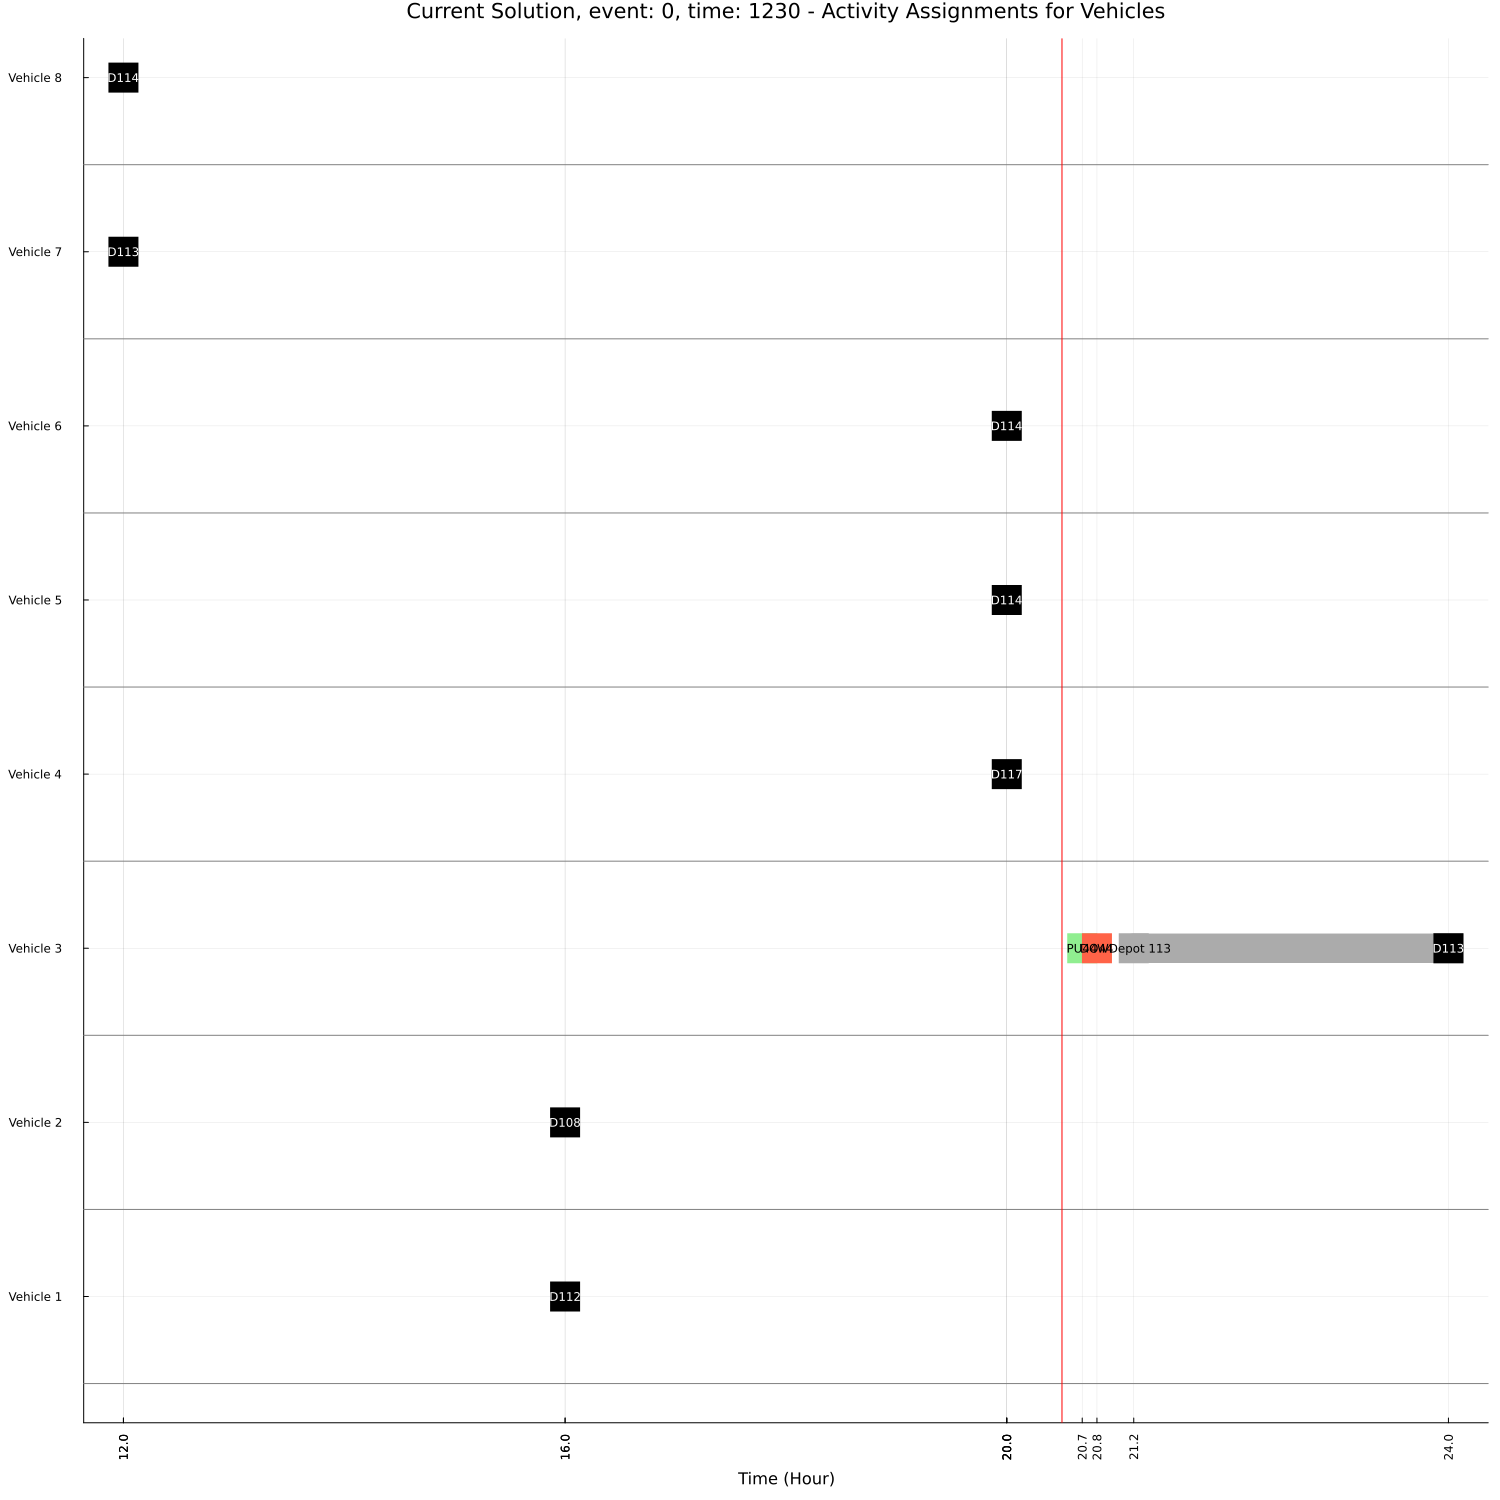 Current Solution, event: 0, time: 1230 - Activity Assignments for Vehicles
Vehicle 8
D114
Vehicle 7
D113
Vehicle 6
D114
Vehicle 5
D114
Vehicle 4
D117
Vehicle 3
Depot 113
D113
Vehicle 2
D108
Vehicle 1
D112
12.0
16.0
20.0
20.7
20.8
21.2
24.0
Time (Hour)